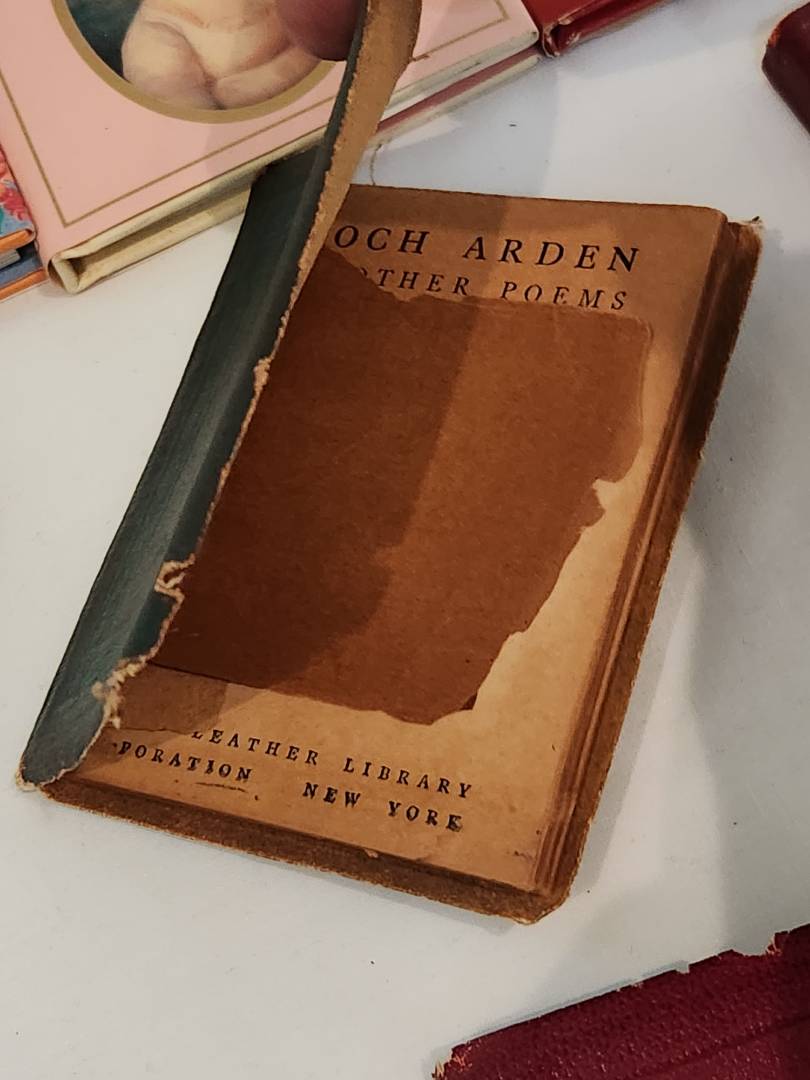 OCH ARDEN
OTHER POEMS
LEATHER LIBRARY
PORATION NEW YORK